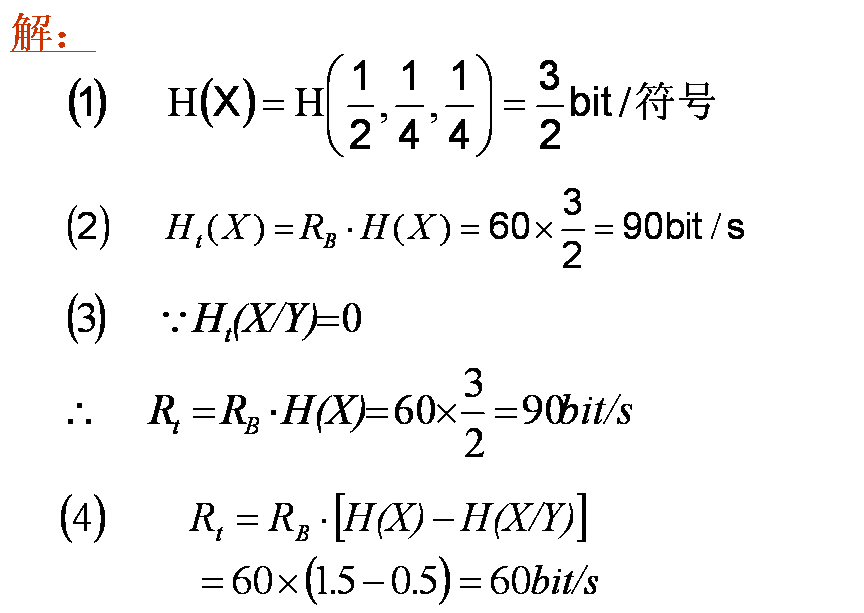 解：
(1) H(X) = H(1/2, 1/4, 1/4) = 3/2 bit / 符号
(2) H_t(X) = R_B · H(X) = 60 × 3/2 = 90bit / s
(3) ∵ H_t(X/Y)=0
∴ R_t = R_B · H(X) = 60 × 3/2 = 90bit/s
(4) R_t = R_B · [H(X) − H(X/Y)]
= 60 × (1.5 − 0.5) = 60bit/s